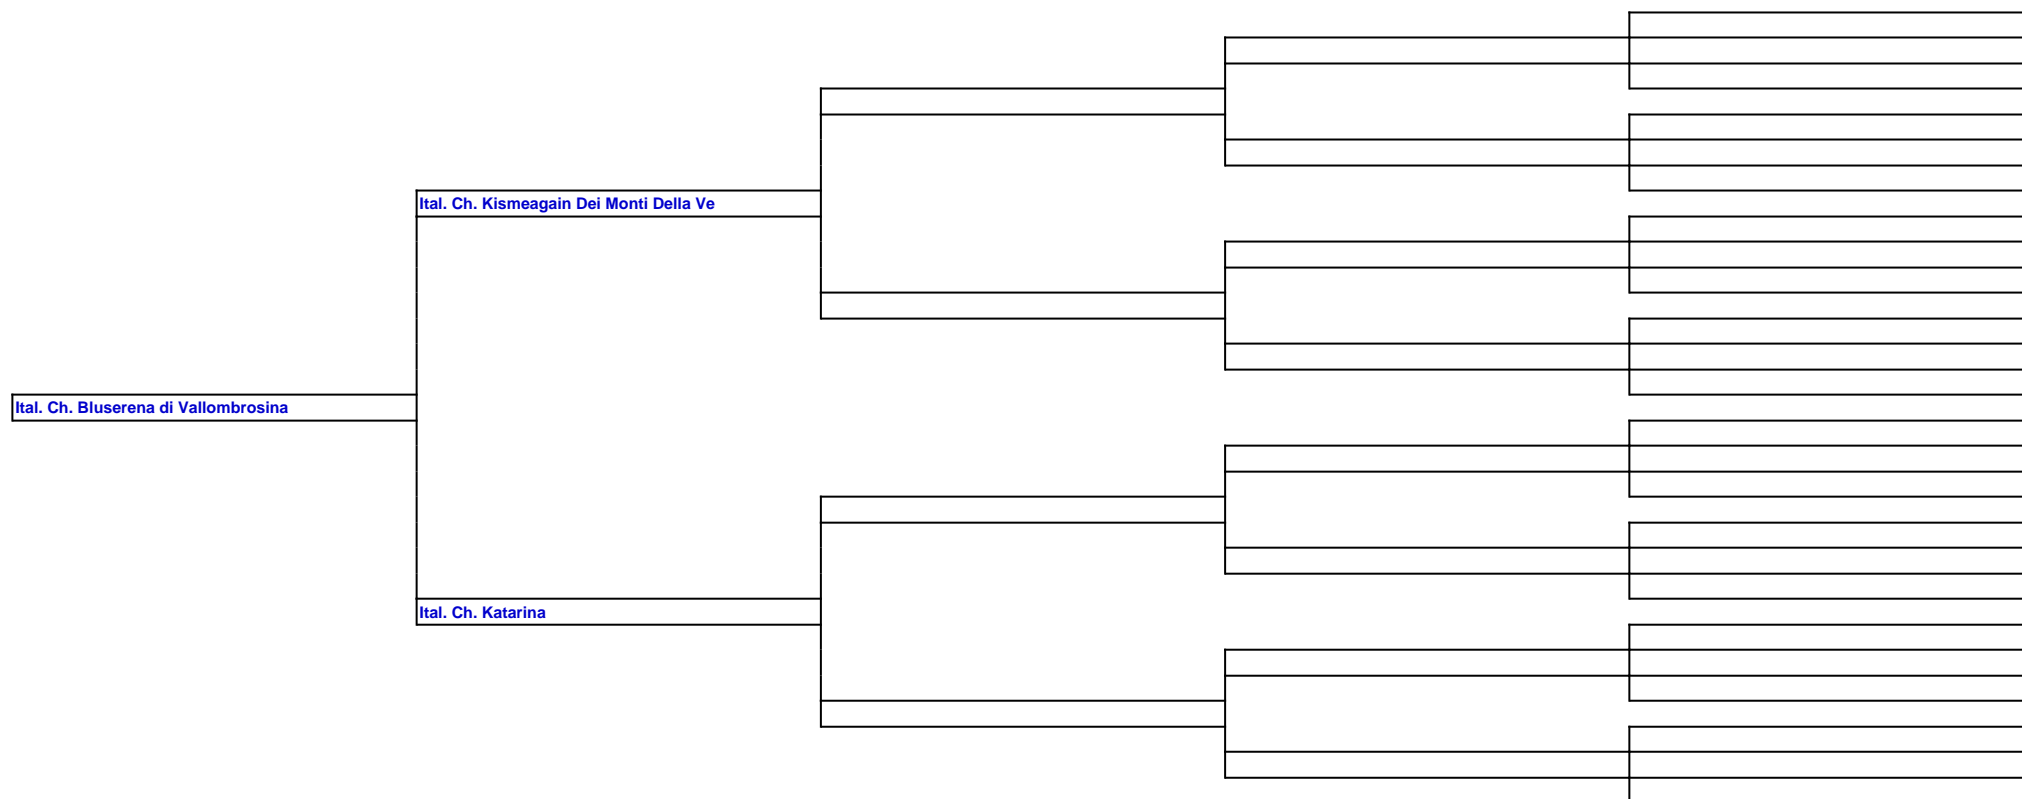 Ital. Ch. Kismeagain Dei Monti Della Ve
Ital. Ch. Bluserena di Vallombrosina
Ital. Ch. Katarina